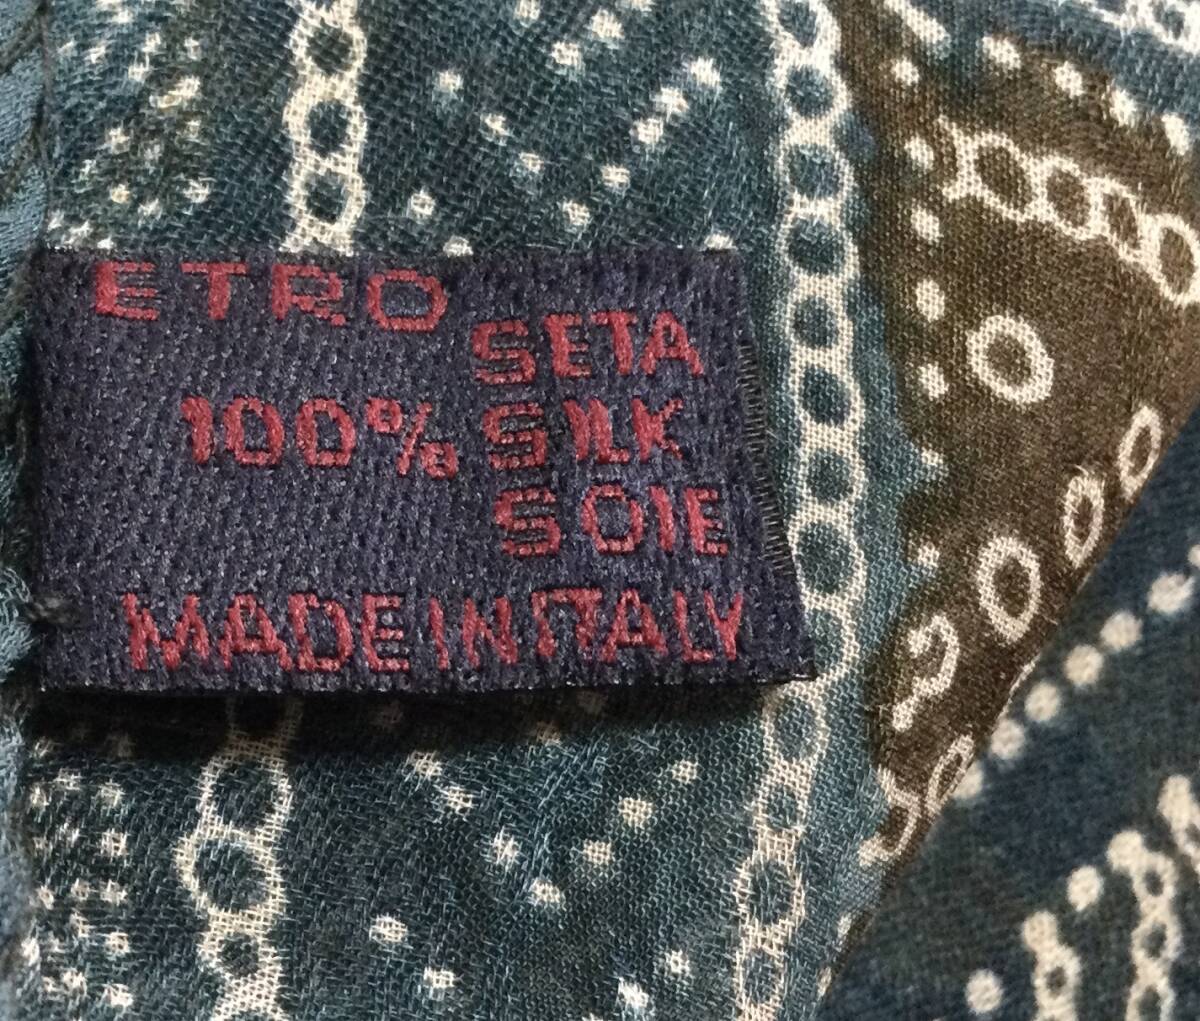 ETRO
SETA
100% SILK
SOIE
MADE IN ITALY